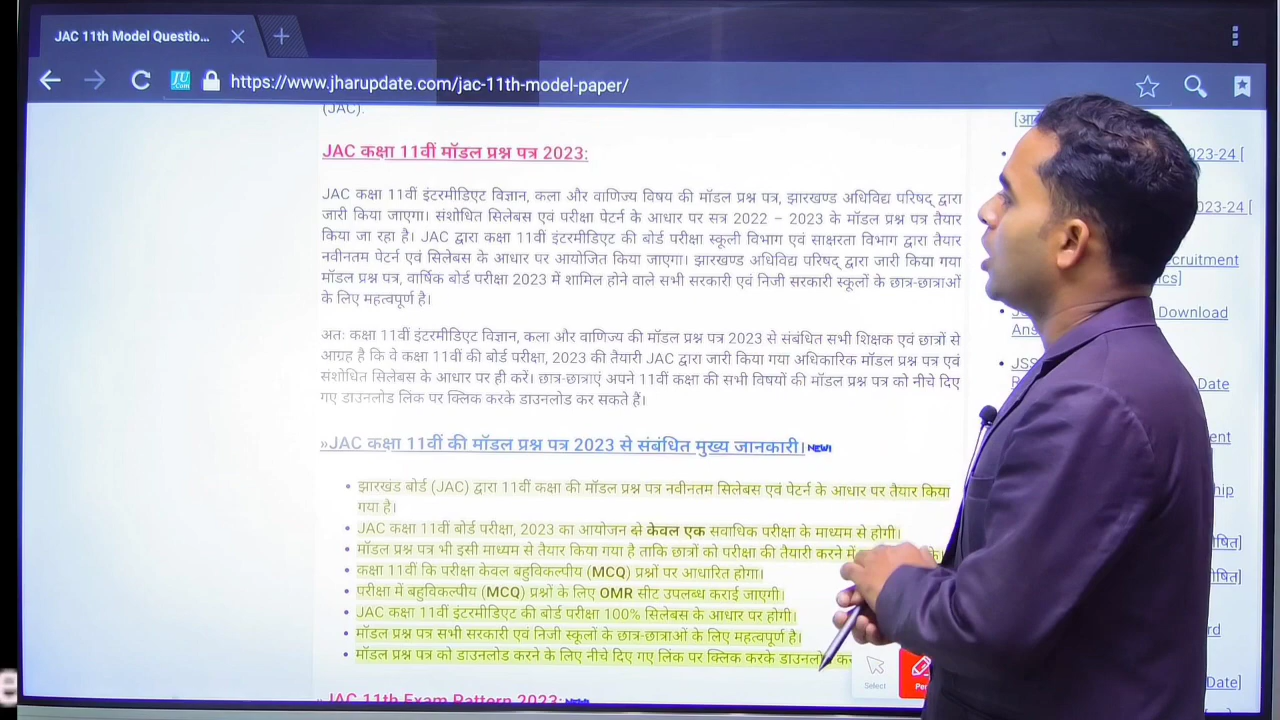 JAC 11th Model Questio...
https://www.jharupdate.com/jac-11th-model-paper/
(JAC).
JAC कक्षा 11वीं मॉडल प्रश्न पत्र 2023:
JAC कक्षा 11वीं इंटरमीडिएट विज्ञान, कला और वाणिज्य विषय की मॉडल प्रश्न पत्र, झारखण्ड अधिविद्य परिषद् द्वारा
जारी किया जाएगा। संशोधित सिलेबस एवं परीक्षा पेटर्न के आधार पर सत्र 2022 – 2023 के मॉडल प्रश्न पत्र तैयार
किया जा रहा है। JAC द्वारा कक्षा 11वीं इंटरमीडिएट की बोर्ड परीक्षा स्कूली विभाग एवं साक्षरता विभाग द्वारा तैयार
नवीनतम पेटर्न एवं सिलेबस के आधार पर आयोजित किया जाएगा। झारखण्ड अधिविद्य परिषद् द्वारा जारी किया गया
मॉडल प्रश्न पत्र, वार्षिक बोर्ड परीक्षा 2023 में शामिल होने वाले सभी सरकारी एवं निजी सरकारी स्कूलों के छात्र-छात्राओं
के लिए महत्वपूर्ण है।
अतः कक्षा 11वीं इंटरमीडिएट विज्ञान, कला और वाणिज्य की मॉडल प्रश्न पत्र 2023 से संबंधित सभी शिक्षक एवं छात्रों से
आग्रह है कि वे कक्षा 11वीं की बोर्ड परीक्षा, 2023 की तैयारी JAC द्वारा जारी किया गया अधिकारिक मॉडल प्रश्न पत्र एवं
संशोधित सिलेबस के आधार पर ही करें। छात्र-छात्राएं अपने 11वीं कक्षा की सभी विषयों की मॉडल प्रश्न पत्र को नीचे दिए
गए डाउनलोड लिंक पर क्लिक करके डाउनलोड कर सकते हैं।
»JAC कक्षा 11वीं की मॉडल प्रश्न पत्र 2023 से संबंधित मुख्य जानकारी। NEW!
• झारखंड बोर्ड (JAC) द्वारा 11वीं कक्षा की मॉडल प्रश्न पत्र नवीनतम सिलेबस एवं पेटर्न के आधार पर तैयार किया
गया है।
• JAC कक्षा 11वीं बोर्ड परीक्षा, 2023 का आयोजन से केवल एक सवाधिक परीक्षा के माध्यम से होगी।
• मॉडल प्रश्न पत्र भी इसी माध्यम से तैयार किया गया है ताकि छात्रों को परीक्षा की तैयारी करने में
• कक्षा 11वीं कि परीक्षा केवल बहुविकल्पीय (MCQ) प्रश्नों पर आधारित होगा।
• परीक्षा में बहुविकल्पीय (MCQ) प्रश्नों के लिए OMR सीट उपलब्ध कराई जाएगी।
• JAC कक्षा 11वीं इंटरमीडिएट की बोर्ड परीक्षा 100% सिलेबस के आधार पर होगी।
• मॉडल प्रश्न पत्र सभी सरकारी एवं निजी स्कूलों के छात्र-छात्राओं के लिए महत्वपूर्ण है।
• मॉडल प्रश्न पत्र को डाउनलोड करने के लिए नीचे दिए गए लिंक पर क्लिक करके
JAC 11th Exam Pattern 2023:
2023-24 [
2023-24 [
Download
Date
Date]
Select